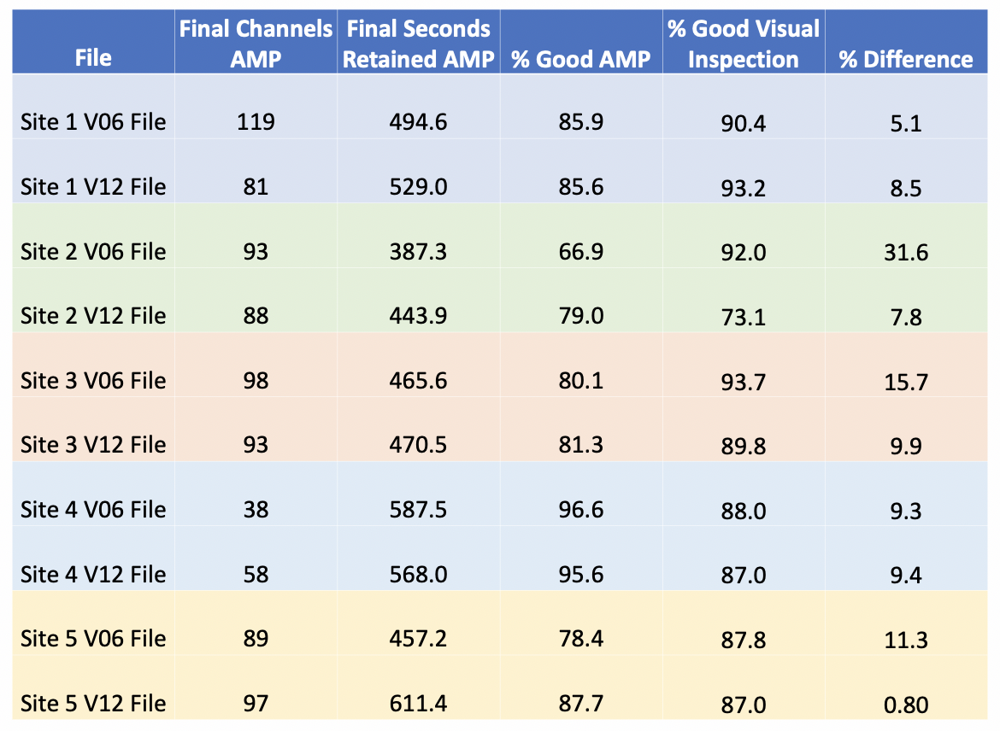 File Final Channels AMP Final Seconds Retained AMP % Good AMP % Good Visual Inspection % Difference
Site 1 V06 File 119 494.6 85.9 90.4 5.1
Site 1 V12 File 81 529.0 85.6 93.2 8.5
Site 2 V06 File 93 387.3 66.9 92.0 31.6
Site 2 V12 File 88 443.9 79.0 73.1 7.8
Site 3 V06 File 98 465.6 80.1 93.7 15.7
Site 3 V12 File 93 470.5 81.3 89.8 9.9
Site 4 V06 File 38 587.5 96.6 88.0 9.3
Site 4 V12 File 58 568.0 95.6 87.0 9.4
Site 5 V06 File 89 457.2 78.4 87.8 11.3
Site 5 V12 File 97 611.4 87.7 87.0 0.80